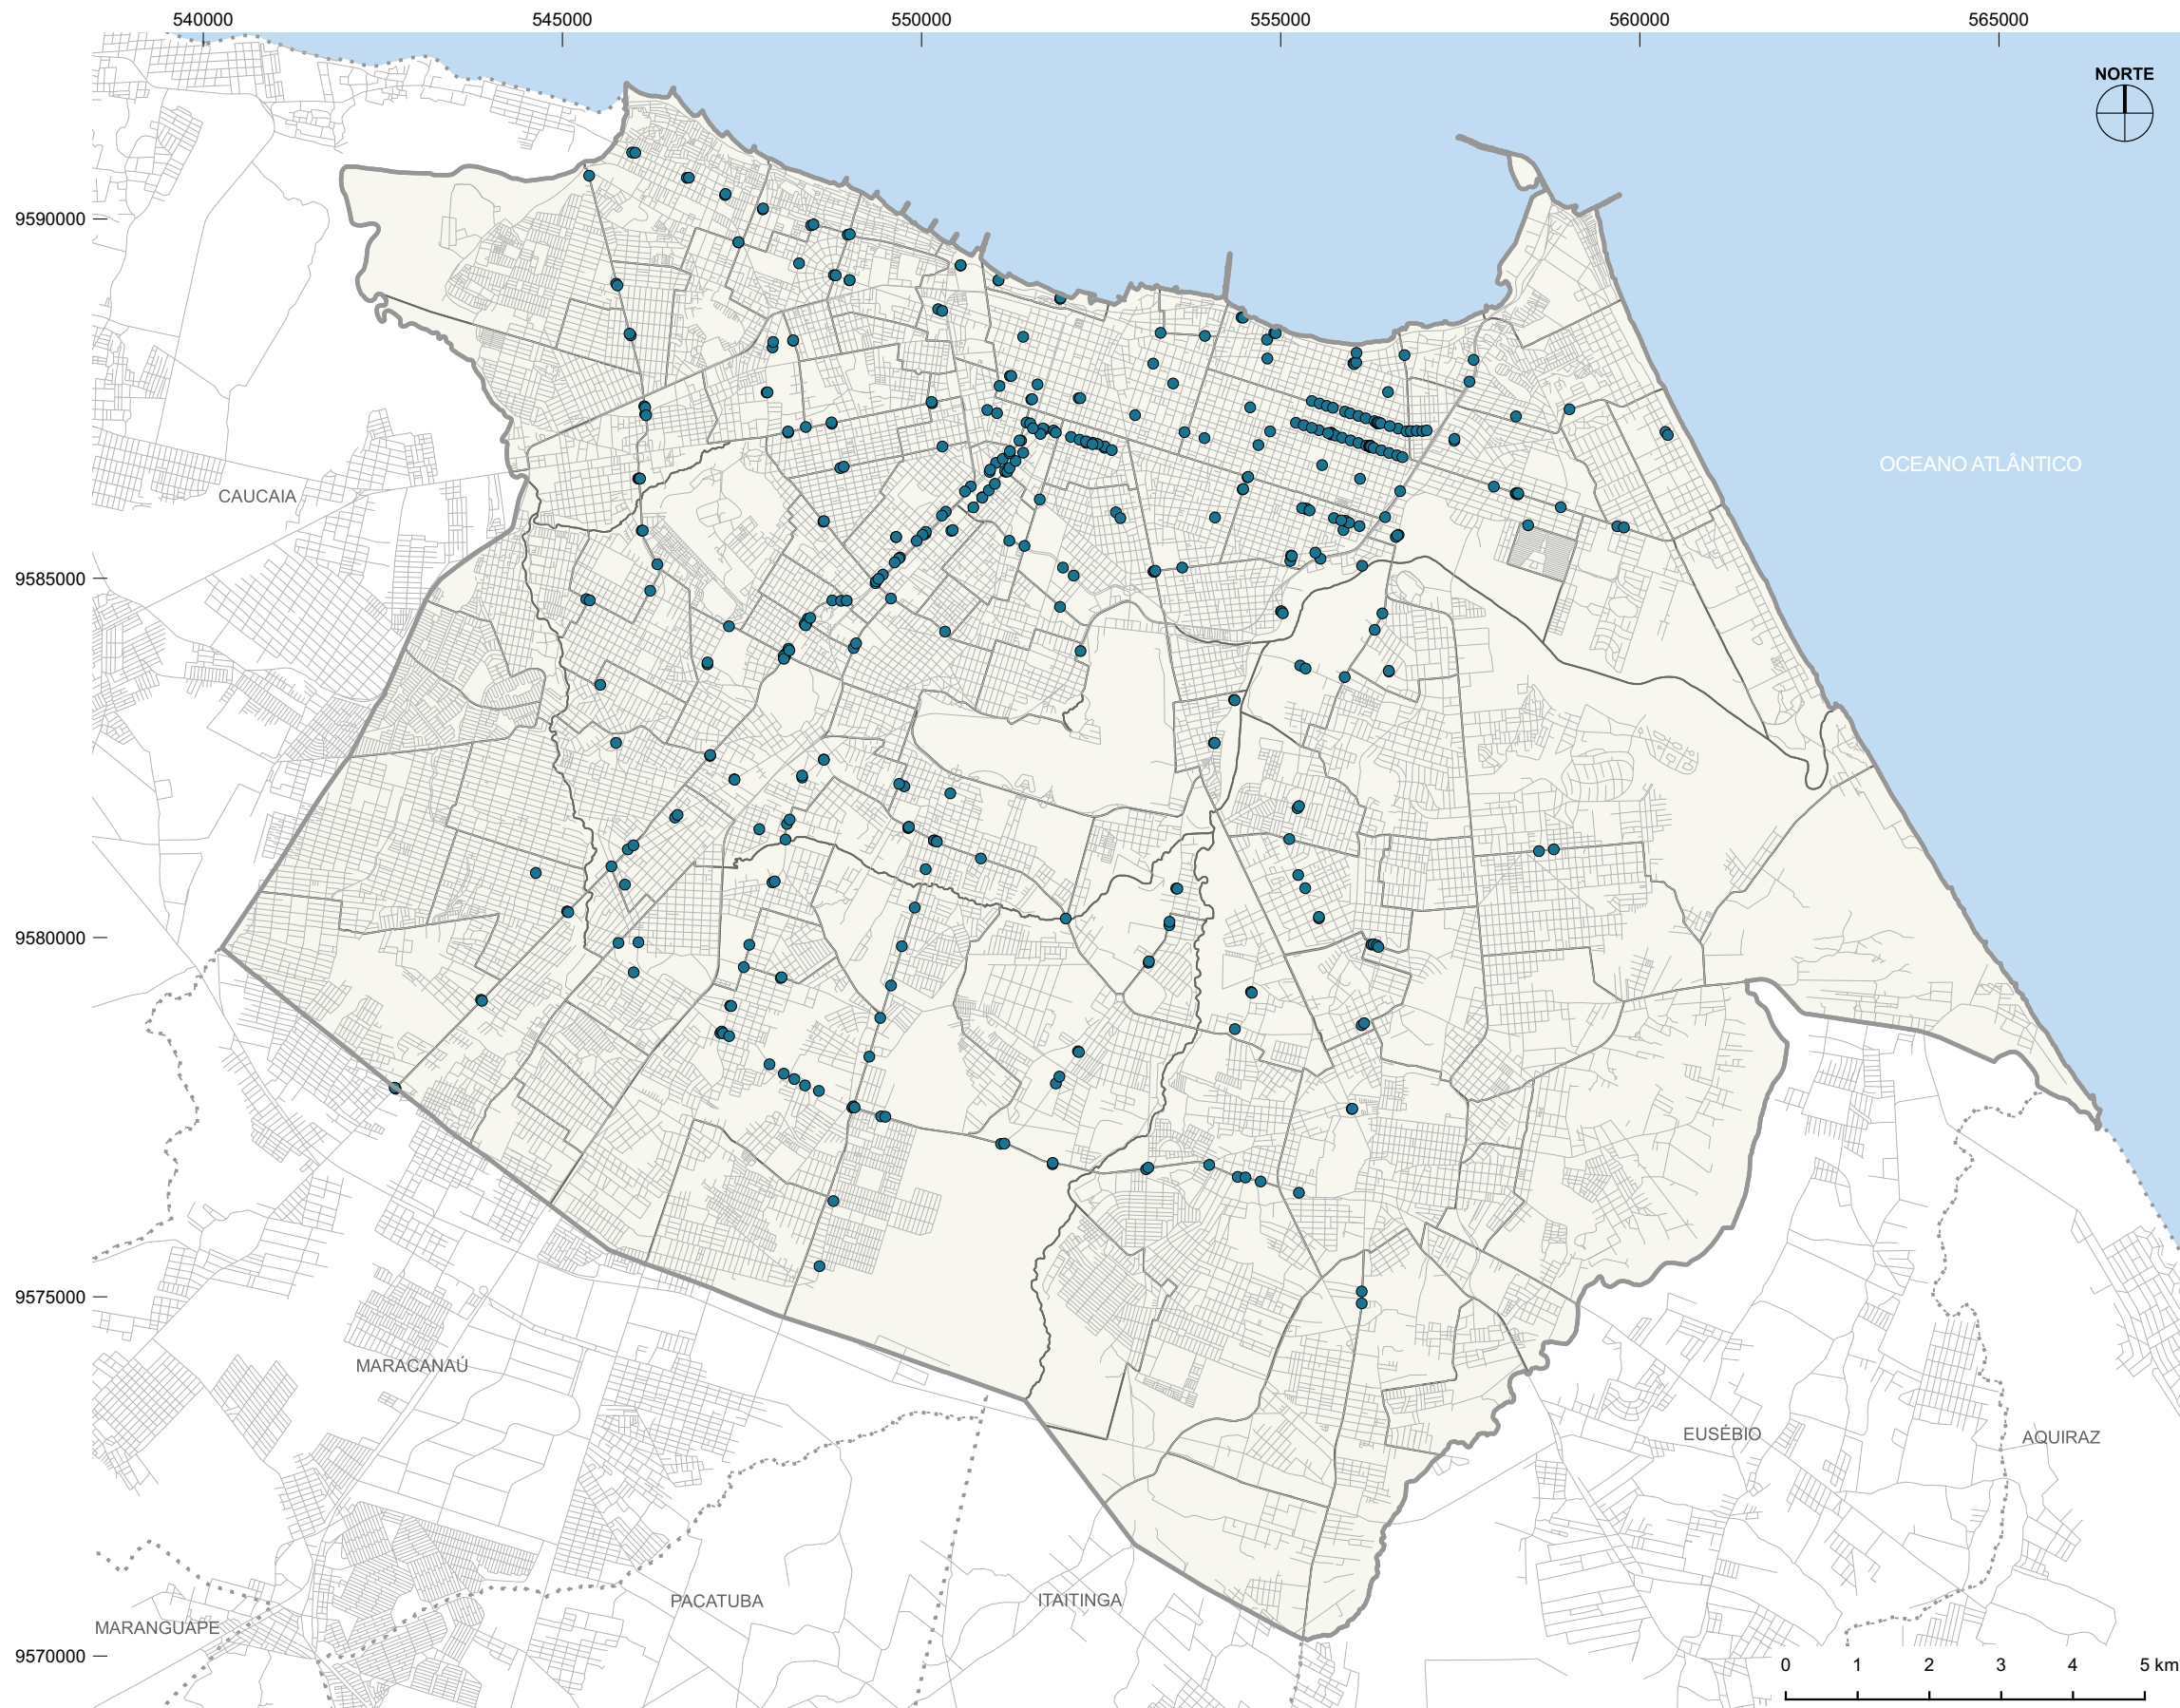 540000 545000 550000 555000 560000 565000
NORTE
9590000
OCEANO ATLÂNTICO
CAUCAIA
9585000
9580000
9575000
MARACANAÚ
EUSÉBIO
AQUIRAZ
PACATUBA
ITAITINGA
MARANGUAPE
9570000
0 1 2 3 4 5 km